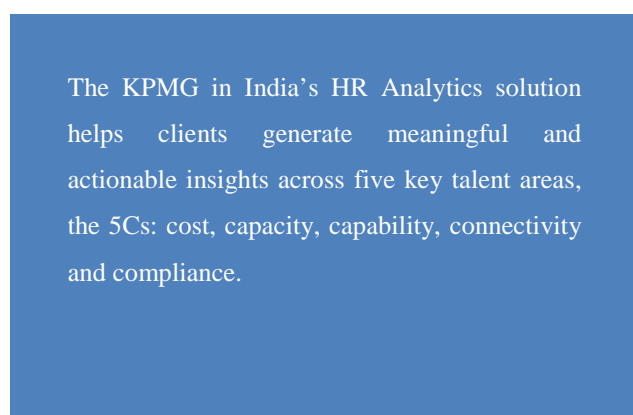 The KPMG in India’s HR Analytics solution
helps clients generate meaningful and
actionable insights across five key talent areas,
the 5Cs: cost, capacity, capability, connectivity
and compliance.